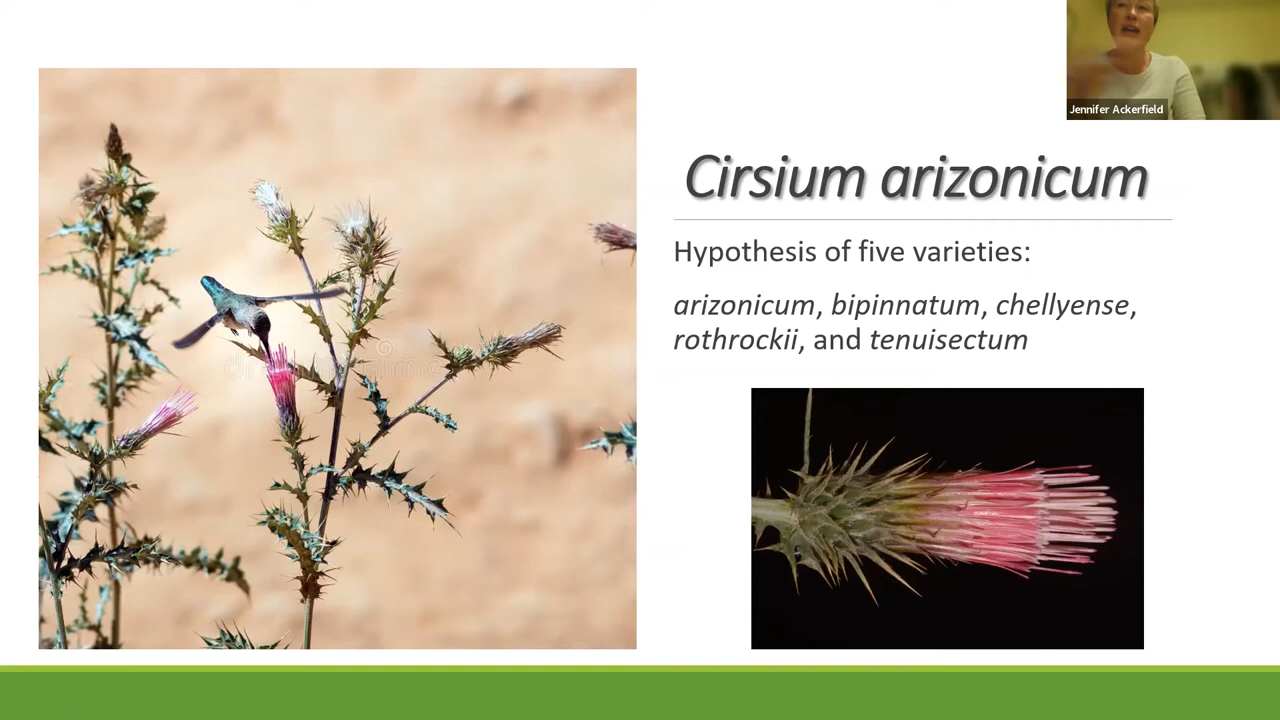 Jennifer Ackerfield
Cirsium arizonicum
Hypothesis of five varieties:
arizonicum, bipinnatum, chellyense,
rothrockii, and tenuisectum